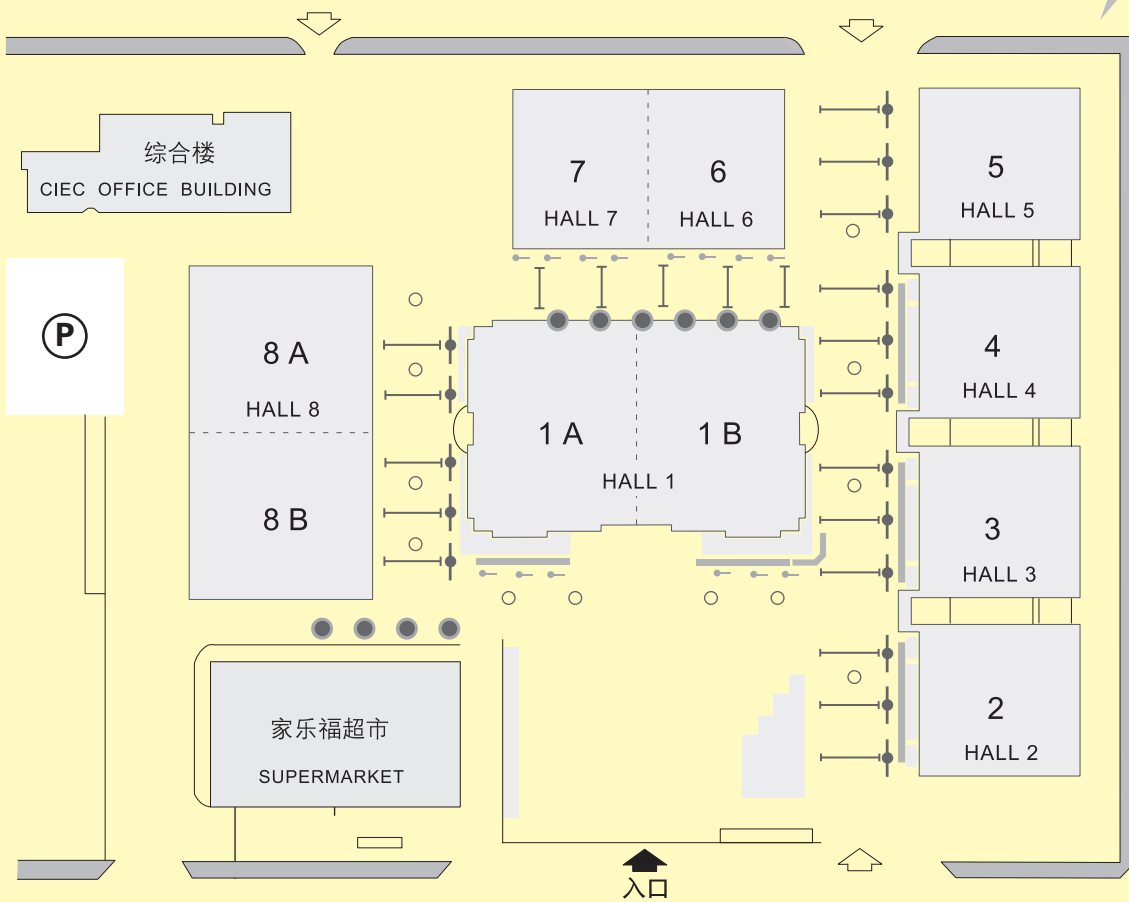 综合楼
CIEC OFFICE BUILDING
7
HALL 7
6
HALL 6
5
HALL 5
P
8 A
HALL 8
8 B
1 A
1 B
HALL 1
4
HALL 4
3
HALL 3
2
HALL 2
家乐福超市
SUPERMARKET
入口